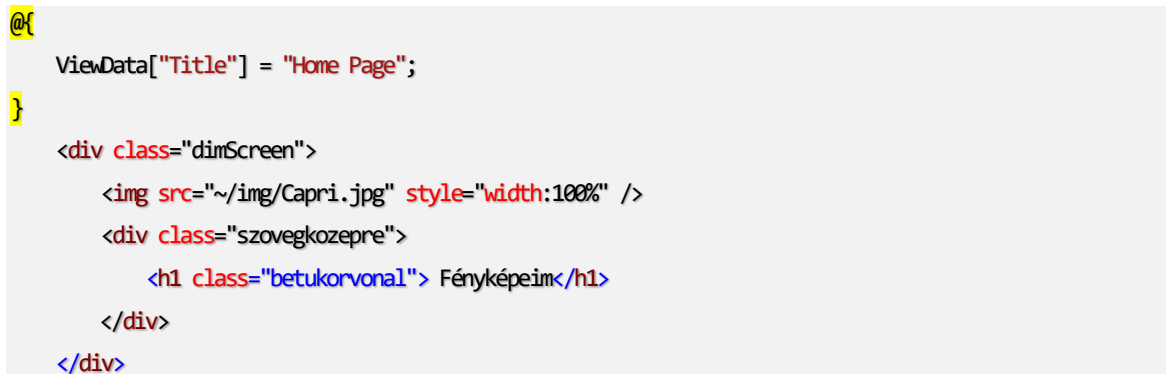 @{
ViewData["Title"] = "Home Page";
}
<div class="dimScreen">
<img src="~/img/Capri.jpg" style="width:100%" />
<div class="szovegkozepre">
<h1 class="betukorvonal"> Fényképeim</h1>
</div>
</div>